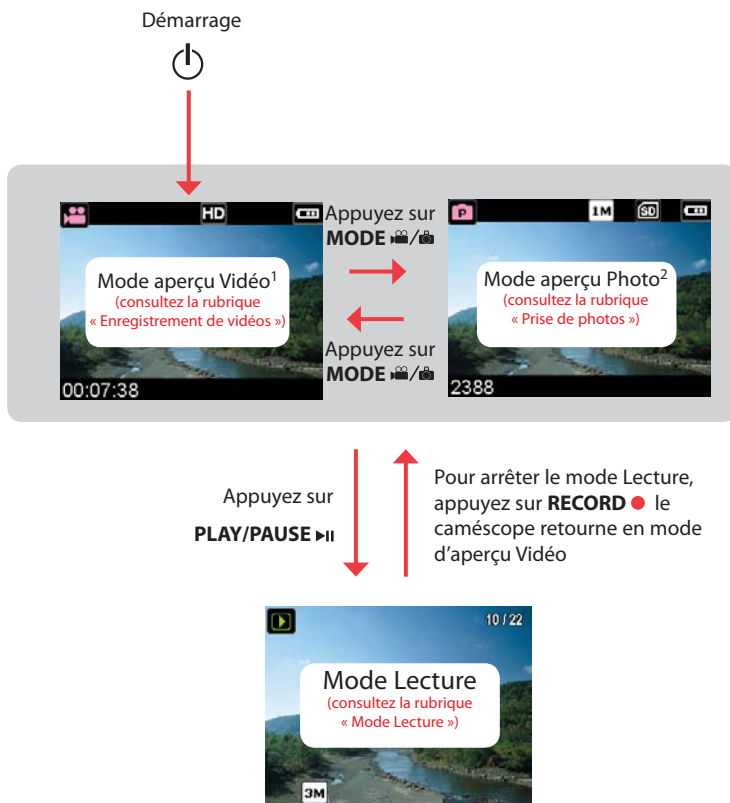 Démarrage
HD
00:07:38
Mode aperçu Vidéo1
(consultez la rubrique
« Enregistrement de vidéos »)
Appuyez sur
MODE /
Appuyez sur
MODE /
P 1M SD
Mode aperçu Photo2
(consultez la rubrique
« Prise de photos »)
2388
Appuyez sur
PLAY/PAUSE
Pour arrêter le mode Lecture,
appuyez sur RECORD le
caméscope retourne en mode
d'aperçu Vidéo
10 / 22
Mode Lecture
(consultez la rubrique
« Mode Lecture »)
3M